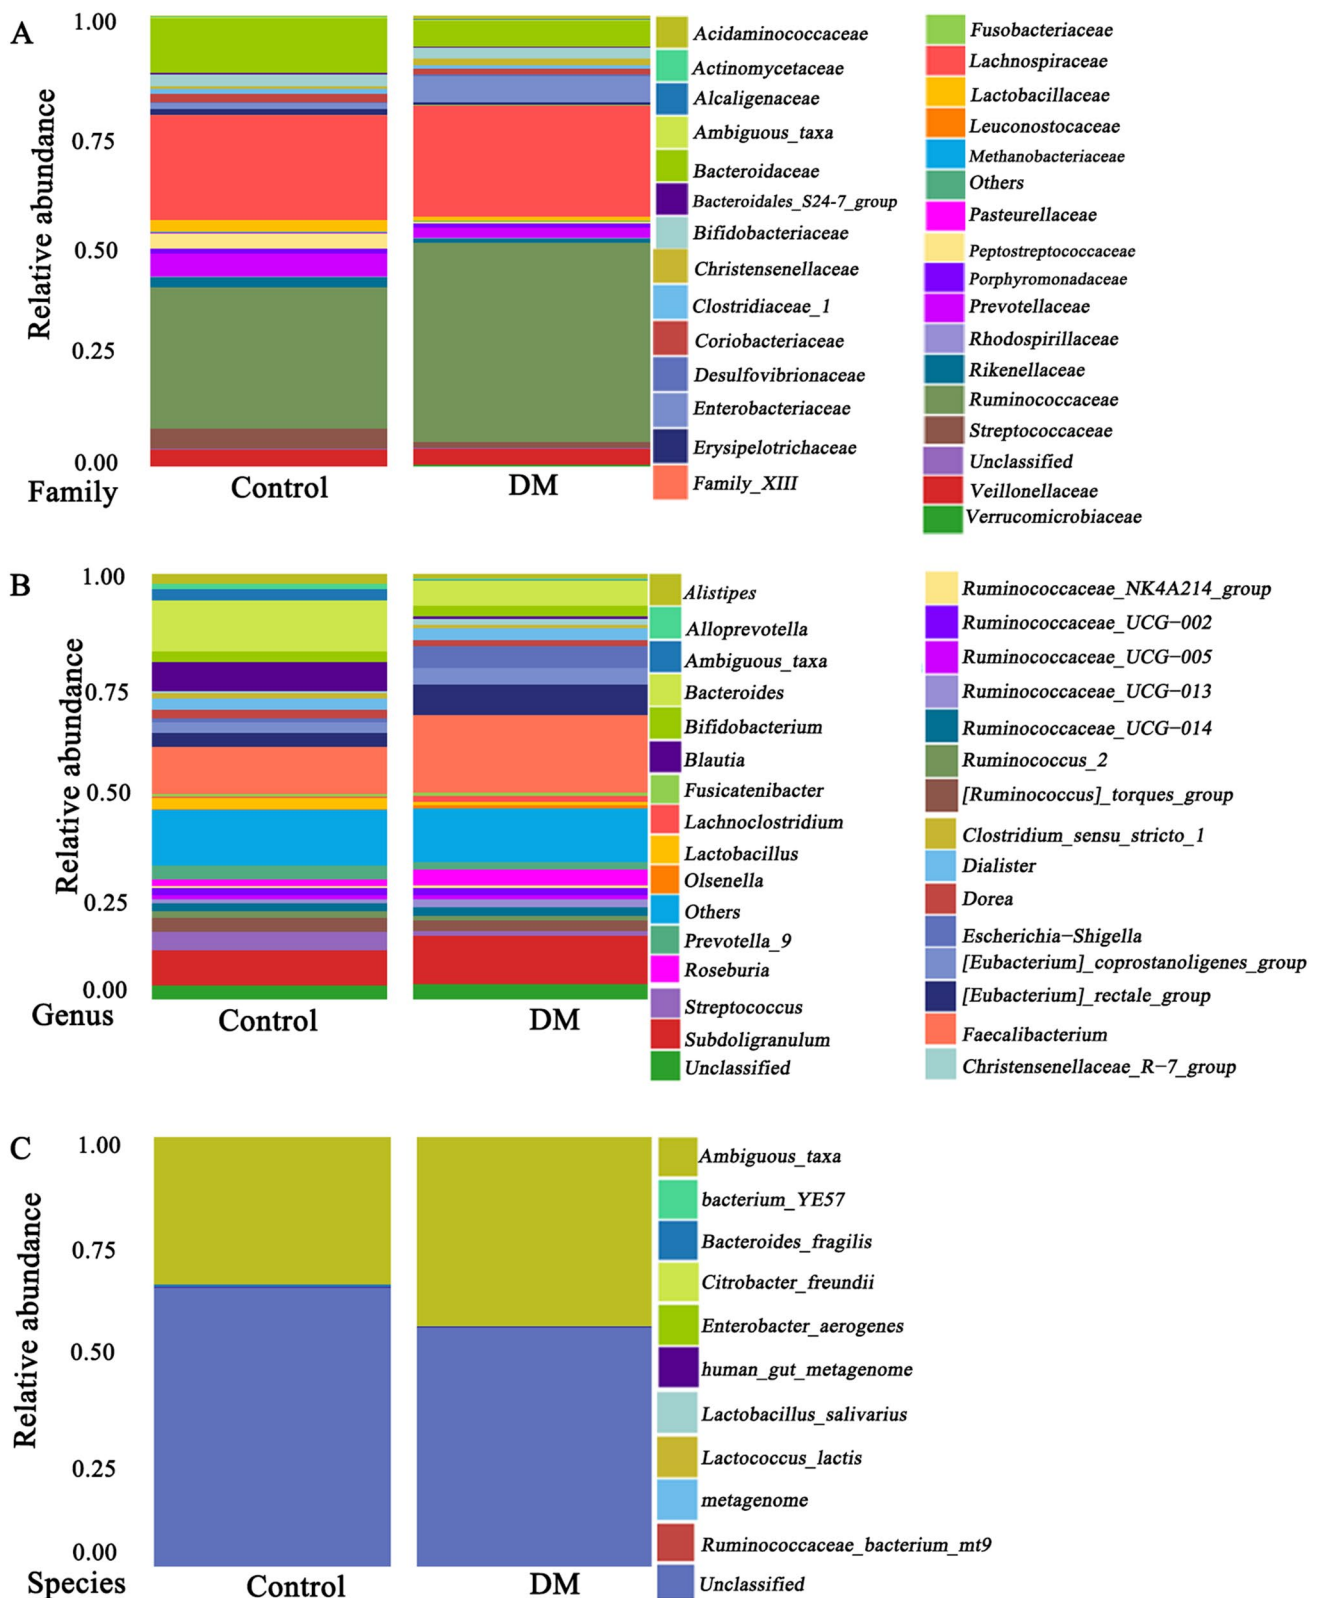 A
Relative abundance
1.00
0.75
0.50
0.25
0.00
Family
Control
DM
Acidaminococcaceae
Actinomycetaceae
Alcaligenaceae
Ambiguous_taxa
Bacteroidaceae
Bacteroidales_S24-7_group
Bifidobacteriaceae
Christensenellaceae
Clostridiaceae_1
Coriobacteriaceae
Desulfovibrionaceae
Enterobacteriaceae
Erysipelotrichaceae
Family_XIII
Fusobacteriaceae
Lachnospiraceae
Lactobacillaceae
Leuconostocaceae
Methanobacteriaceae
Others
Pasteurellaceae
Peptostreptococcaceae
Porphyromonadaceae
Prevotellaceae
Rhodospirillaceae
Rikenellaceae
Ruminococcaceae
Streptococcaceae
Unclassified
Veillonellaceae
Verrucomicrobiaceae
B
Relative abundance
1.00
0.75
0.50
0.25
0.00
Genus
Control
DM
Alistipes
Alloprevotella
Ambiguous_taxa
Bacteroides
Bifidobacterium
Blautia
Fusicatenibacter
Lachnoclostridium
Lactobacillus
Olsenella
Others
Prevotella_9
Roseburia
Streptococcus
Subdoligranulum
Unclassified
Ruminococcaceae_NK4A214_group
Ruminococcaceae_UCG−002
Ruminococcaceae_UCG−005
Ruminococcaceae_UCG−013
Ruminococcaceae_UCG−014
Ruminococcus_2
[Ruminococcus]_torques_group
Clostridium_sensu_stricto_1
Dialister
Dorea
Escherichia−Shigella
[Eubacterium]_coprostanoligenes_group
[Eubacterium]_rectale_group
Faecalibacterium
Christensenellaceae_R−7_group
C
Relative abundance
1.00
0.75
0.50
0.25
0.00
Species
Control
DM
Ambiguous_taxa
bacterium_YE57
Bacteroides_fragilis
Citrobacter_freundii
Enterobacter_aerogenes
human_gut_metagenome
Lactobacillus_salivarius
Lactococcus_lactis
metagenome
Ruminococcaceae_bacterium_mt9
Unclassified